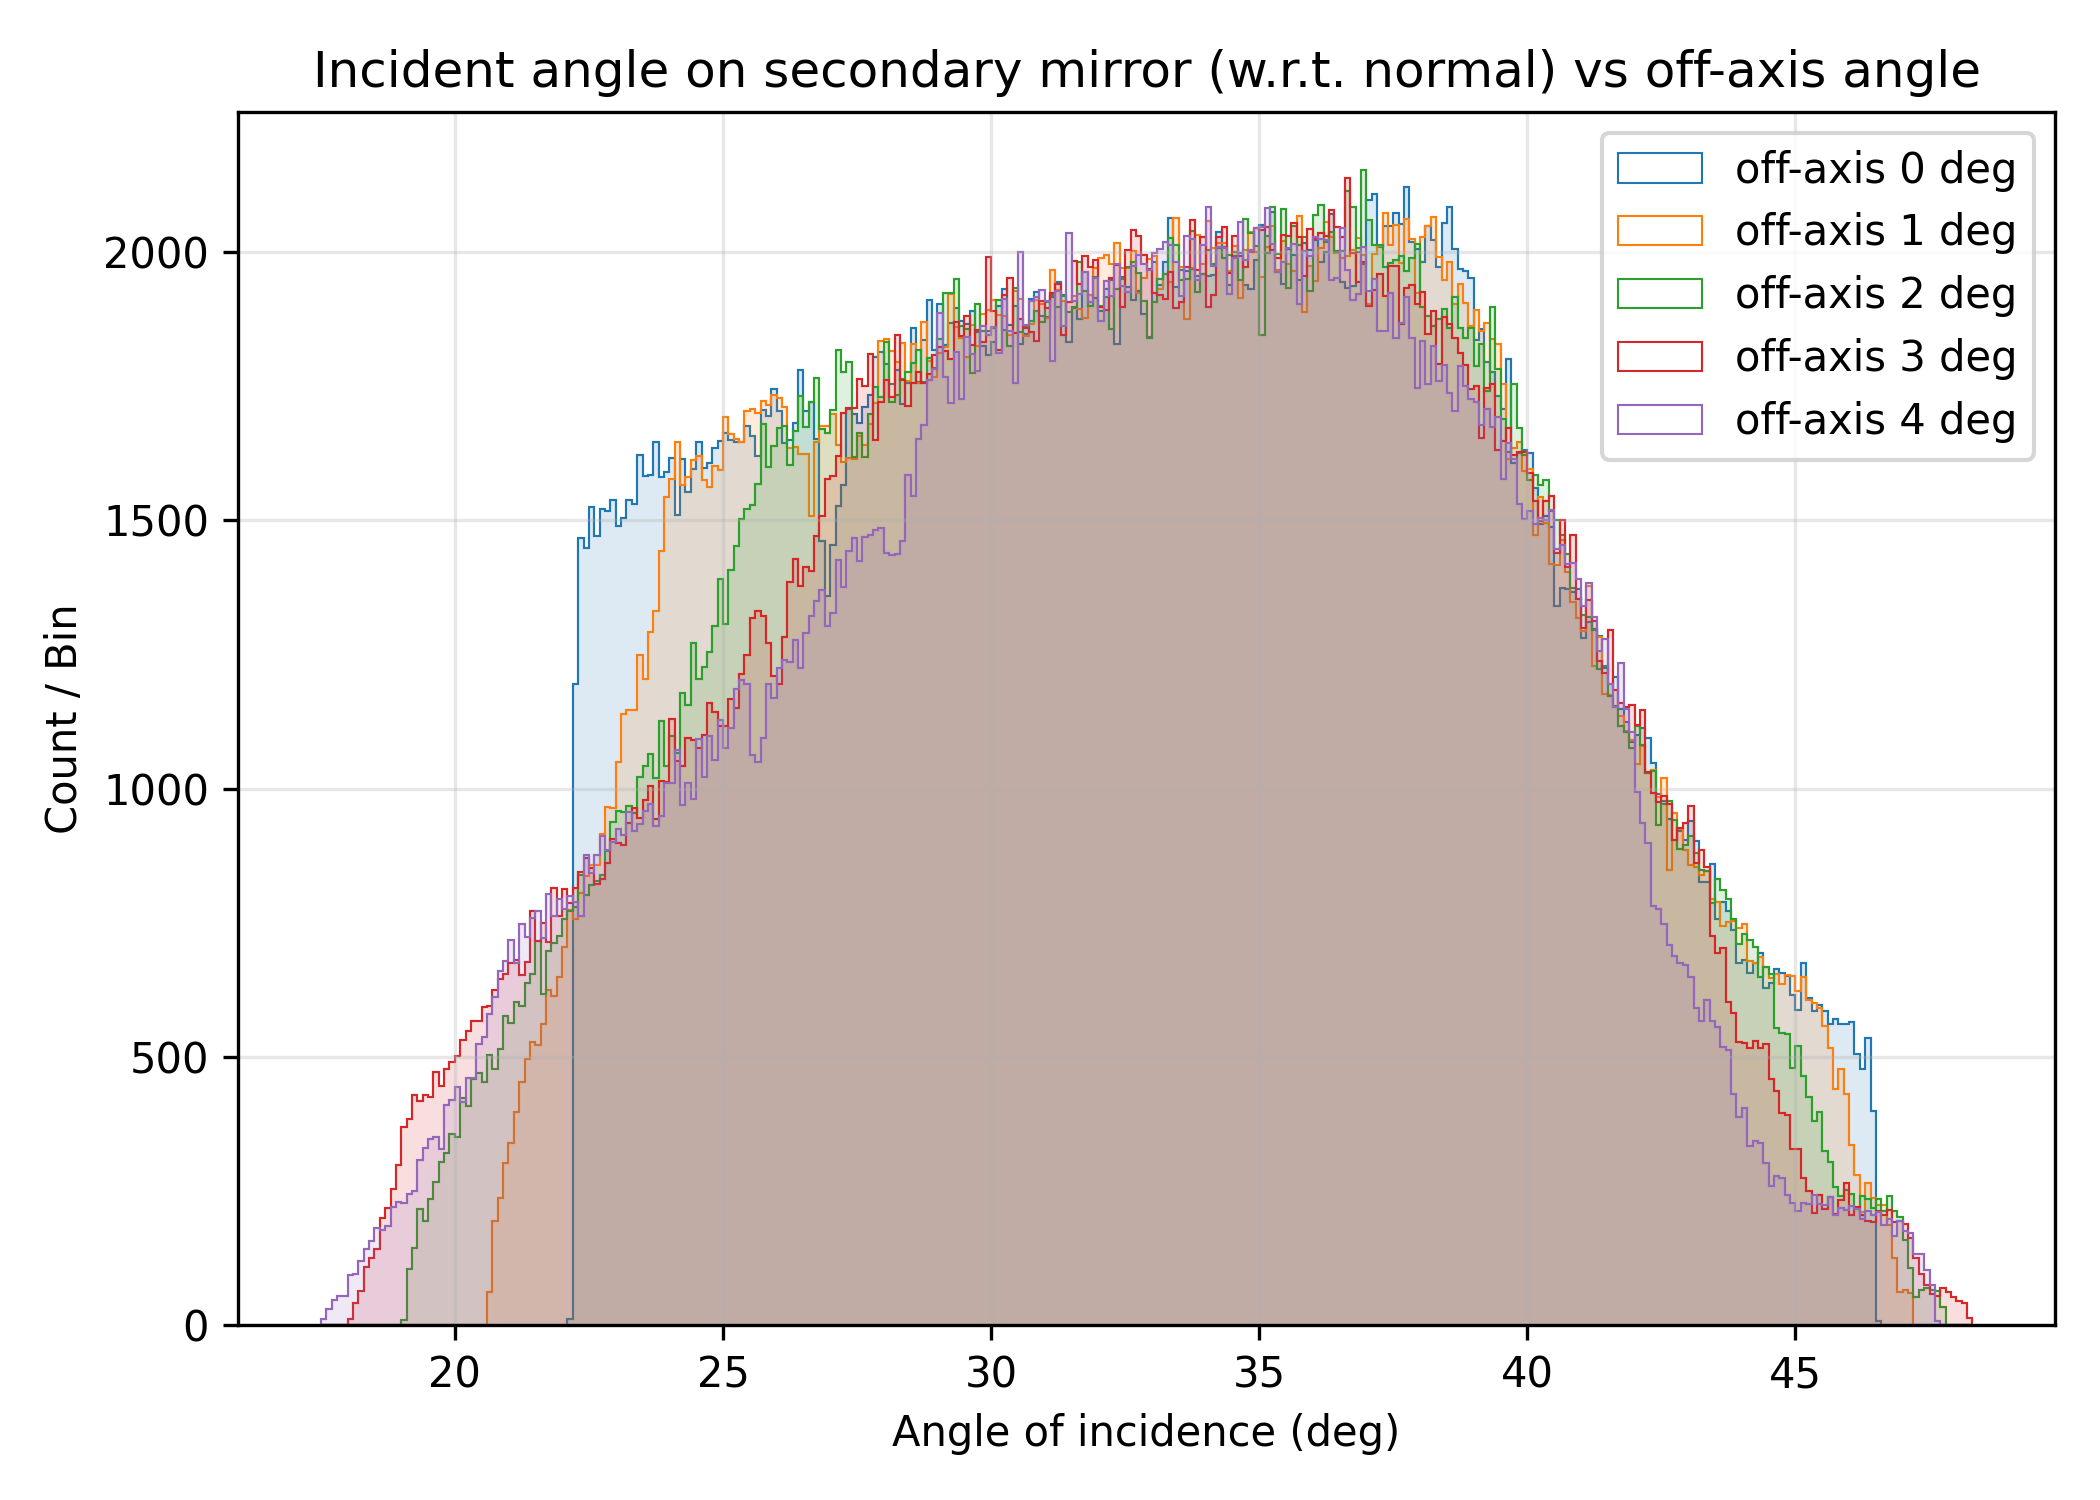 Incident angle on secondary mirror (w.r.t. normal) vs off-axis angle
off-axis 0 deg
off-axis 1 deg
off-axis 2 deg
off-axis 3 deg
off-axis 4 deg
Count / Bin
2000
1500
1000
500
0
20 25 30 35 40 45
Angle of incidence (deg)